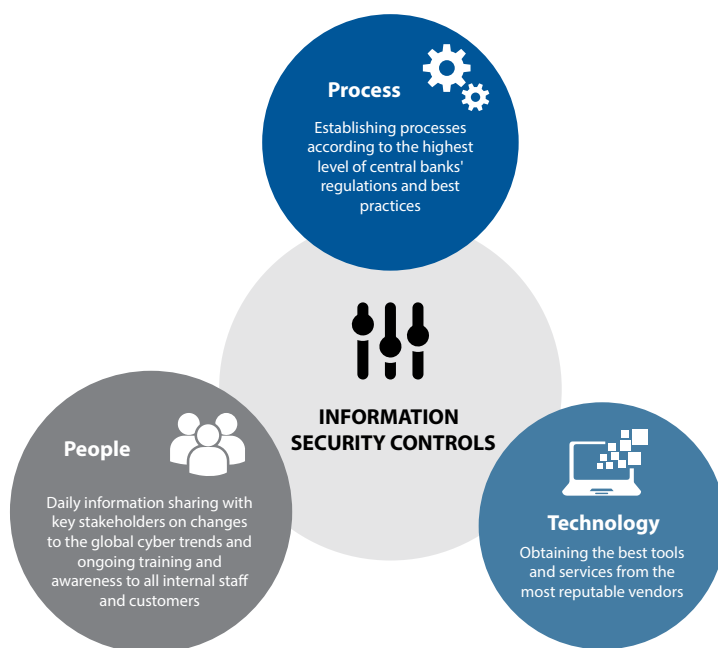 Process
Establishing processes
according to the highest
level of central banks'
regulations and best
practices
INFORMATION
SECURITY CONTROLS
People
Daily information sharing with
key stakeholders on changes
to the global cyber trends and
ongoing training and
awareness to all internal staff
and customers
Technology
Obtaining the best tools
and services from the
most reputable vendors